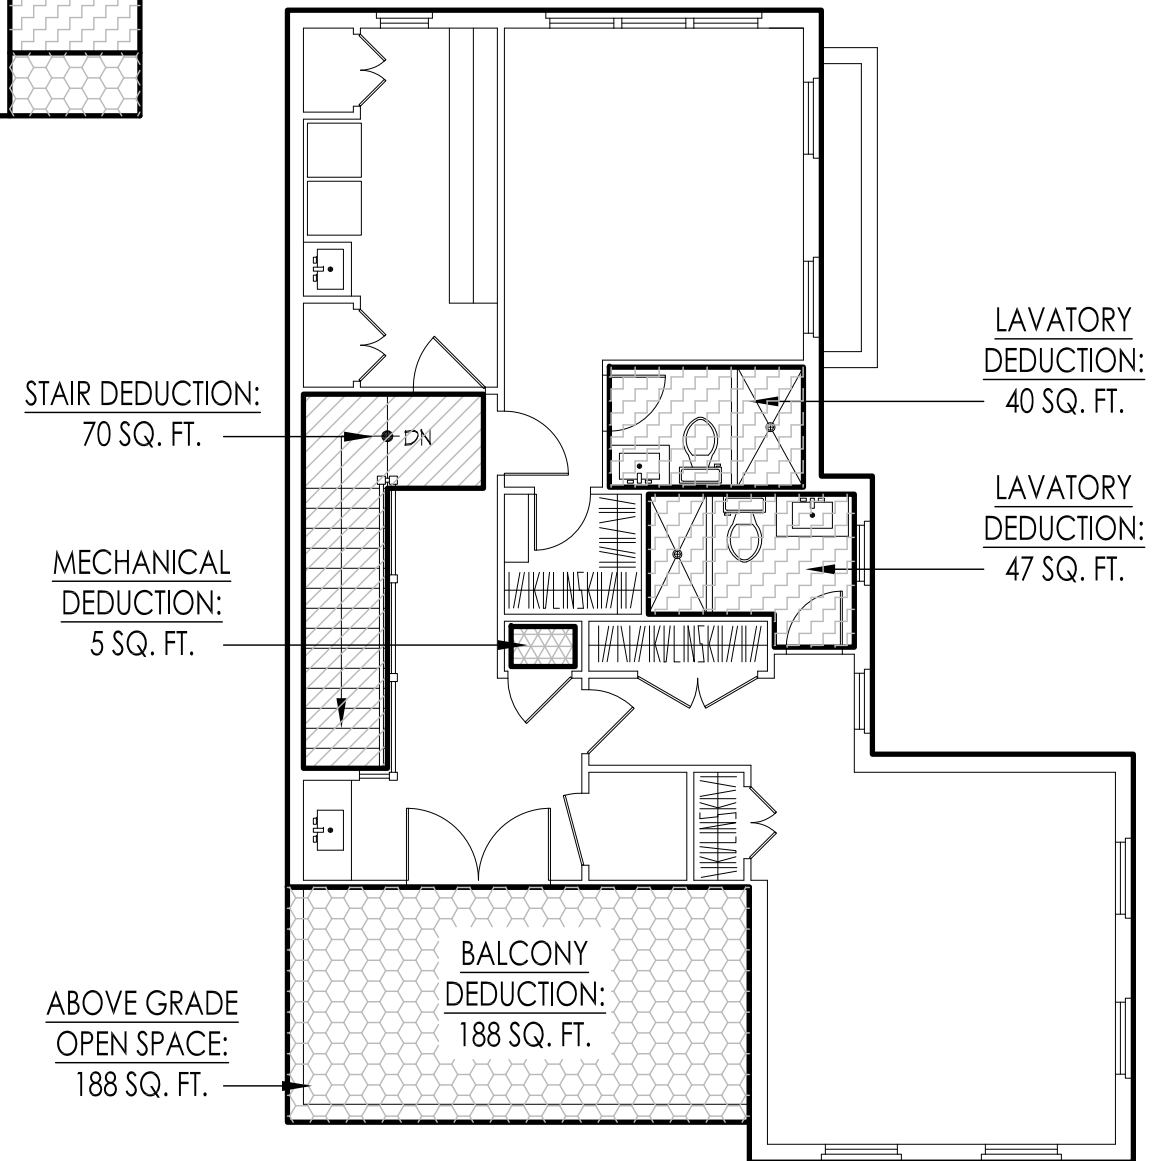 LAVATORY
DEDUCTION:
40 SQ. FT.
STAIR DEDUCTION:
70 SQ. FT.
DN
LAVATORY
DEDUCTION:
47 SQ. FT.
MECHANICAL
DEDUCTION:
5 SQ. FT.
BALCONY
DEDUCTION:
188 SQ. FT.
ABOVE GRADE
OPEN SPACE:
188 SQ. FT.